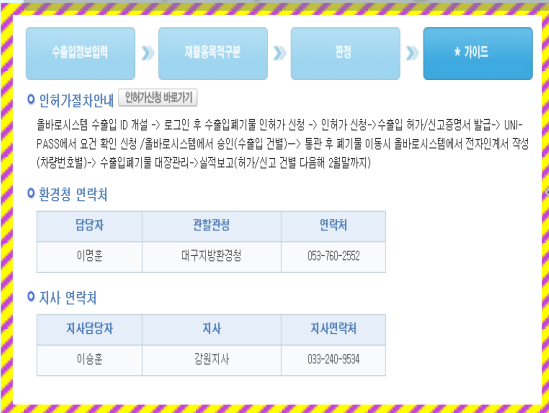 수출입정보입력
재활용목적구분
판정
★ 가이드
인허가절차안내 인허가신청 바로가기
올바로시스템 수출입 ID 개설 -> 로그인 후 수출입폐기물 인허가 신청 -> 인허가 신청->수출입 허가/신고증명서 발급-> UNI-
PASS에서 요건 확인 신청 /올바로시스템에서 승인(수출입 건별)—> 통관 후 폐기물 이동시 올바로시스템에서 전자인계서 작성
(차량번호별)-> 수출입폐기물 대장관리->실적보고(허가/신고 건별 다음해 2월말까지)
환경청 연락처
담당자 관할관청 연락처
이명훈 대구지방환경청 053-760-2552
지사 연락처
지사담당자 지사 지사연락처
이승훈 강원지사 033-240-9534